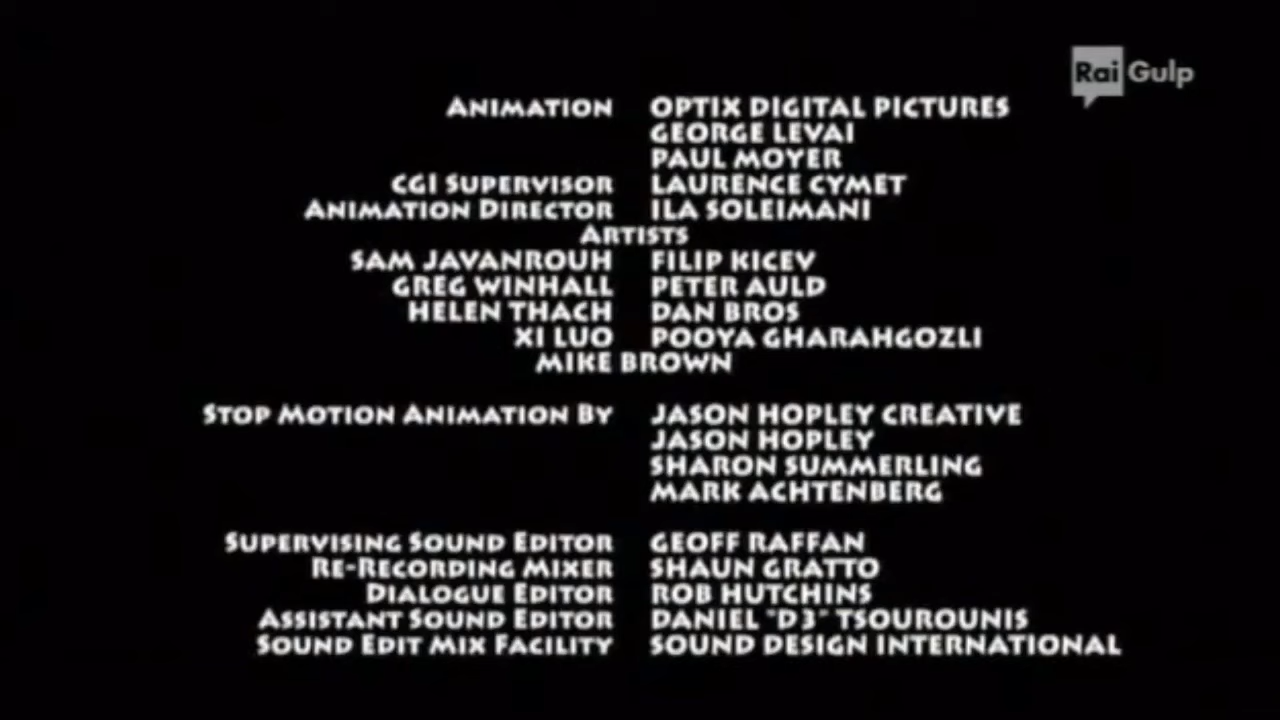 Rai Gulp
Animation OPTIX DIGITAL PICTURES
GEORGE LEVAI
PAUL MOYER
CGI Supervisor LAURENCE CYMET
Animation Director ILA SOLEIMANI
Artists
SAM JAVANROUH FILIP KICEV
GREG WINHALL PETER AULD
HELEN THACH DAN BROS
XI LUO POOYA GHARAHGOZLI
MIKE BROWN
Stop Motion Animation By JASON HOPLEY CREATIVE
JASON HOPLEY
SHARON SUMMERLING
MARK ACHTENBERG
Supervising Sound Editor GEOFF RAFFAN
Re-Recording Mixer SHAUN GRATTO
Dialogue Editor ROB HUTCHINS
Assistant Sound Editor DANIEL "D3" TSOUROUNIS
Sound Edit Mix Facility SOUND DESIGN INTERNATIONAL